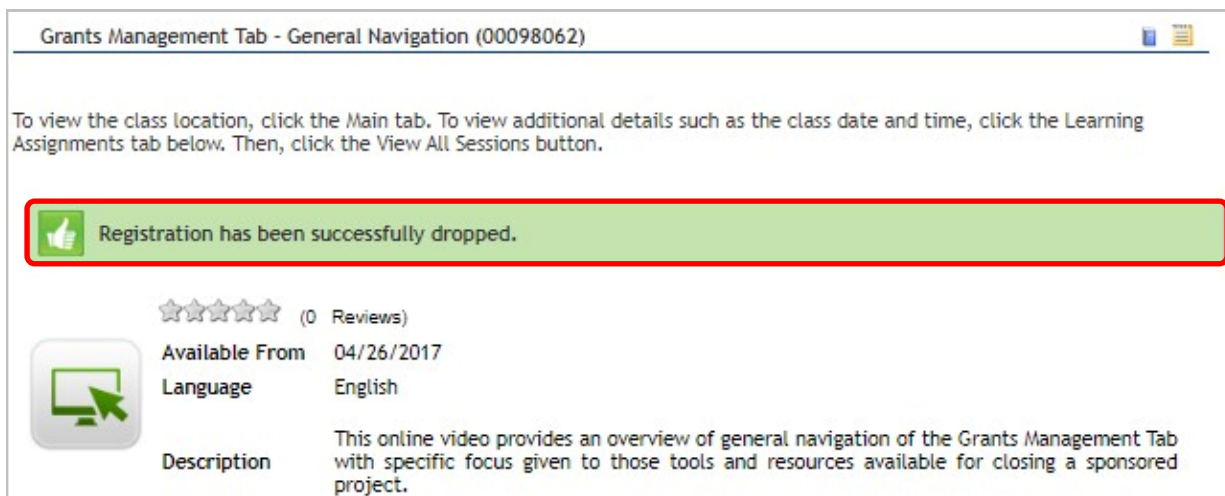 Grants Management Tab - General Navigation (00098062)
To view the class location, click the Main tab. To view additional details such as the class date and time, click the Learning
Assignments tab below. Then, click the View All Sessions button.
Registration has been successfully dropped.
(0 Reviews)
Available From 04/26/2017
Language English
Description This online video provides an overview of general navigation of the Grants Management Tab
with specific focus given to those tools and resources available for closing a sponsored
project.